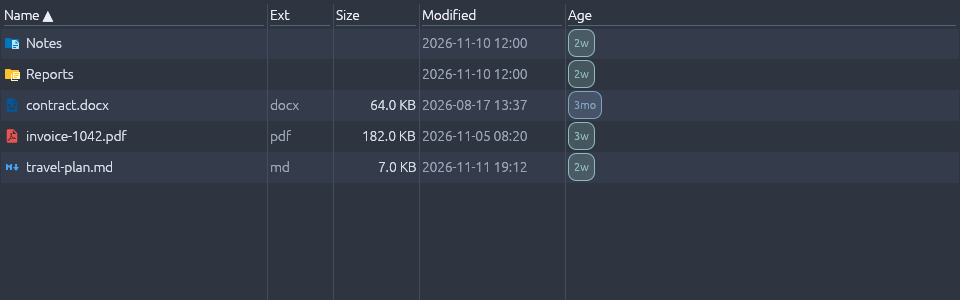 Name ▲ Ext Size Modified Age
Notes 2026-11-10 12:00 2w
Reports 2026-11-10 12:00 2w
contract.docx docx 64.0 KB 2026-08-17 13:37 3mo
invoice-1042.pdf pdf 182.0 KB 2026-11-05 08:20 3w
travel-plan.md md 7.0 KB 2026-11-11 19:12 2w